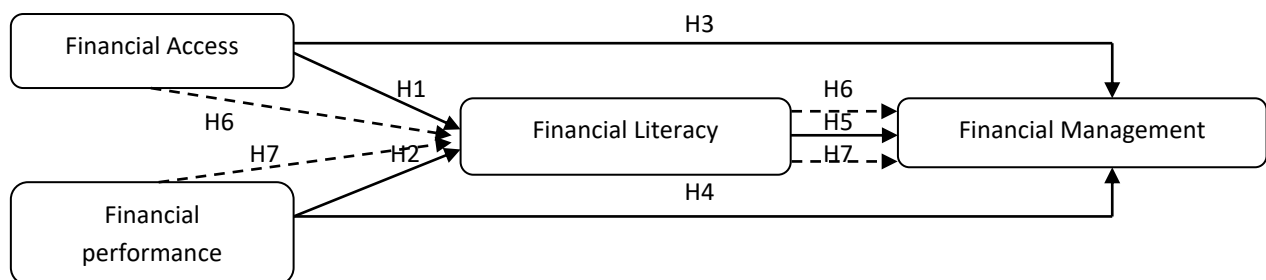 H3
Financial Access
H1
H6
H6
Financial Literacy
H5
Financial Management
H7
H2
H7
H4
Financial
performance